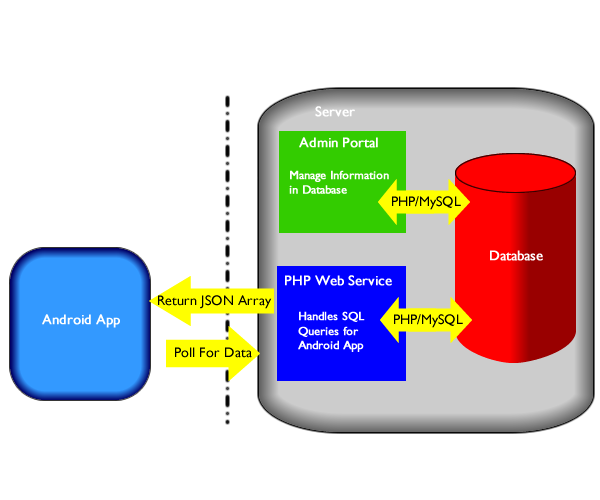 Server
Admin Portal
Manage Information
in Database
PHP/MySQL
Database
PHP Web Service
Return JSON Array
Handles SQL
Queries for
Android App
PHP/MySQL
Android App
Poll For Data